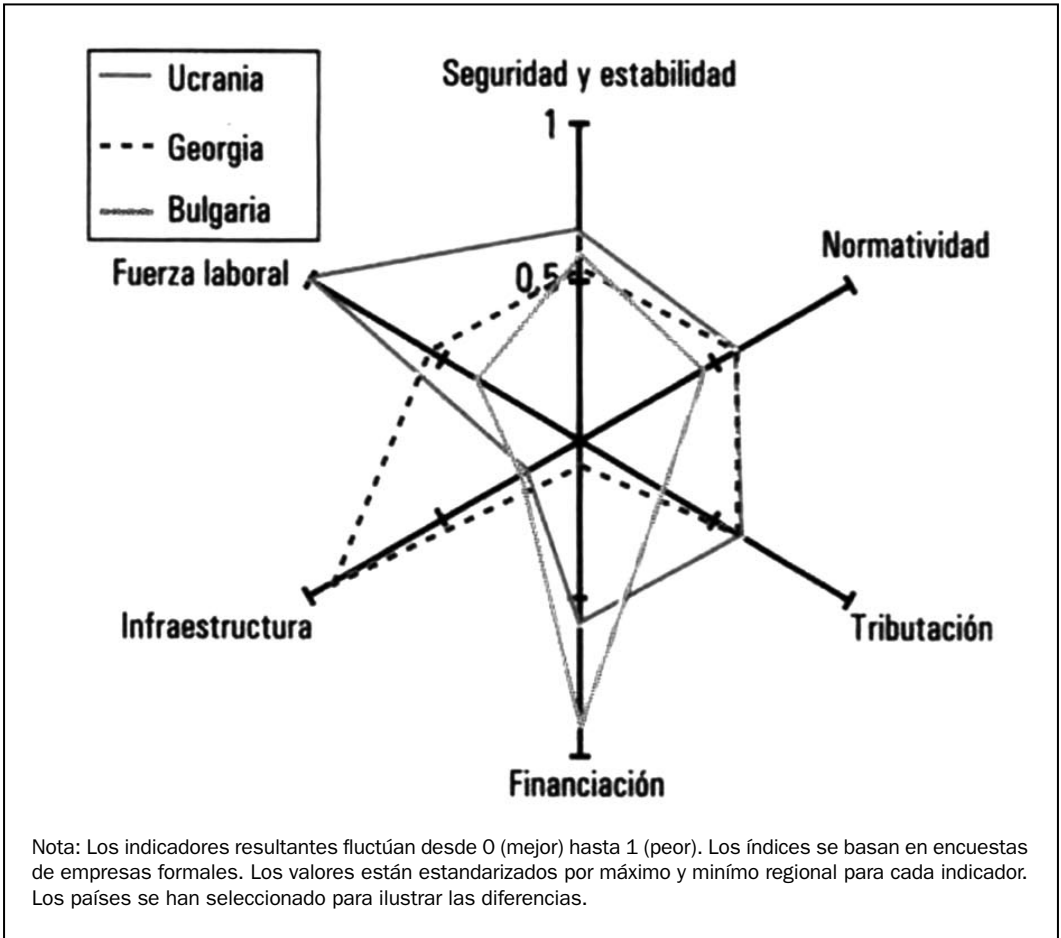 Ucrania
Georgia
Bulgaria
Seguridad y estabilidad
1
Normatividad
Fuerza laboral
0,5
Infraestructura
Tributación
Financiación
Nota: Los indicadores resultantes fluctúan desde 0 (mejor) hasta 1 (peor). Los índices se basan en encuestas
de empresas formales. Los valores están estandarizados por máximo y minímo regional para cada indicador.
Los países se han seleccionado para ilustrar las diferencias.